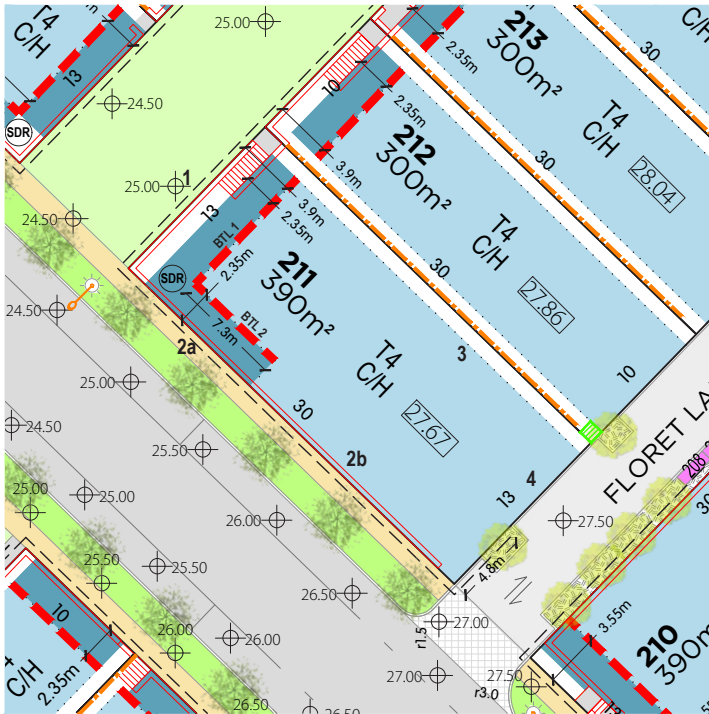 25.00
T4
C/H
13
24.50
SDR
25.00
1
24.50
24.50
25.00
24.50
25.50
25.00
25.00
26.00
25.50
25.50
26.50
26.00
26.00
26.50
26.50
27.00
27.00
27.50
27.50
213
300m²
T4
C/H
30
28.04
2.35m
10
2.35m
3.9m
212
300m²
T4
C/H
30
27.86
10
13
3.9m
2.35m
BTL 1
2.35m
SDR
211
390m²
BTL 2
7.3m
T4
C/H
27.67
30
30
2a
2b
3
4
13
4.8m
FLORET LA
208
30
r1.5
r3.0
3.55m
210
390m
C/H
10
2.35m
C/H